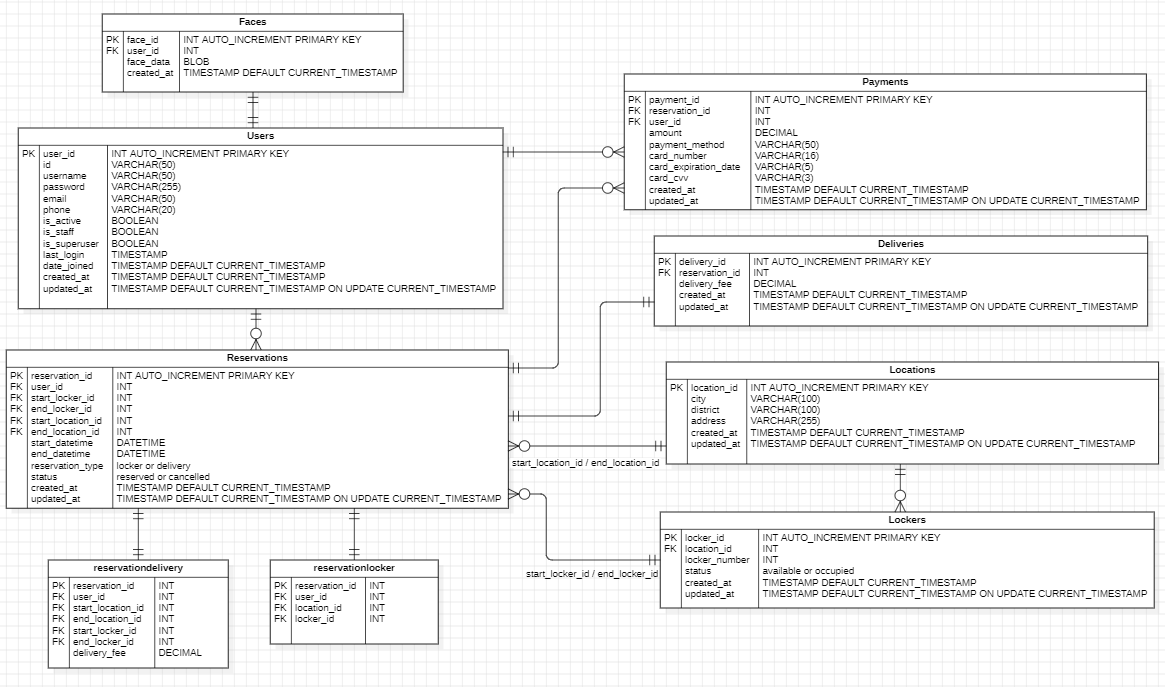 Faces
PK face_id INT AUTO_INCREMENT PRIMARY KEY
FK user_id INT
face_data BLOB
created_at TIMESTAMP DEFAULT CURRENT_TIMESTAMP
Users
PK user_id INT AUTO_INCREMENT PRIMARY KEY
id VARCHAR(50)
username VARCHAR(50)
password VARCHAR(255)
email VARCHAR(50)
phone VARCHAR(20)
is_active BOOLEAN
is_staff BOOLEAN
is_superuser BOOLEAN
last_login TIMESTAMP
date_joined TIMESTAMP DEFAULT CURRENT_TIMESTAMP
created_at TIMESTAMP DEFAULT CURRENT_TIMESTAMP
updated_at TIMESTAMP DEFAULT CURRENT_TIMESTAMP ON UPDATE CURRENT_TIMESTAMP
Payments
PK payment_id INT AUTO_INCREMENT PRIMARY KEY
FK reservation_id INT
FK user_id INT
amount DECIMAL
payment_method VARCHAR(50)
card_number VARCHAR(16)
card_expiration_date VARCHAR(5)
card_cvv VARCHAR(3)
created_at TIMESTAMP DEFAULT CURRENT_TIMESTAMP
updated_at TIMESTAMP DEFAULT CURRENT_TIMESTAMP ON UPDATE CURRENT_TIMESTAMP
Deliveries
PK delivery_id INT AUTO_INCREMENT PRIMARY KEY
FK reservation_id INT
delivery_fee DECIMAL
created_at TIMESTAMP DEFAULT CURRENT_TIMESTAMP
updated_at TIMESTAMP DEFAULT CURRENT_TIMESTAMP ON UPDATE CURRENT_TIMESTAMP
Reservations
PK reservation_id INT AUTO_INCREMENT PRIMARY KEY
FK user_id INT
FK start_locker_id INT
FK end_locker_id INT
FK start_location_id INT
FK end_location_id INT
start_datetime DATETIME
end_datetime DATETIME
reservation_type locker or delivery
status reserved or cancelled
created_at TIMESTAMP DEFAULT CURRENT_TIMESTAMP
updated_at TIMESTAMP DEFAULT CURRENT_TIMESTAMP ON UPDATE CURRENT_TIMESTAMP
Locations
PK location_id INT AUTO_INCREMENT PRIMARY KEY
city VARCHAR(100)
district VARCHAR(100)
address VARCHAR(255)
created_at TIMESTAMP DEFAULT CURRENT_TIMESTAMP
updated_at TIMESTAMP DEFAULT CURRENT_TIMESTAMP ON UPDATE CURRENT_TIMESTAMP
start_location_id / end_location_id
Lockers
PK locker_id INT AUTO_INCREMENT PRIMARY KEY
FK location_id INT
locker_number INT
status available or occupied
created_at TIMESTAMP DEFAULT CURRENT_TIMESTAMP
updated_at TIMESTAMP DEFAULT CURRENT_TIMESTAMP ON UPDATE CURRENT_TIMESTAMP
start_locker_id / end_locker_id
reservationdelivery
PK reservation_id INT
FK user_id INT
FK start_location_id INT
FK end_location_id INT
FK start_locker_id INT
FK end_locker_id INT
delivery_fee DECIMAL
reservationlocker
PK reservation_id INT
FK user_id INT
FK location_id INT
FK locker_id INT